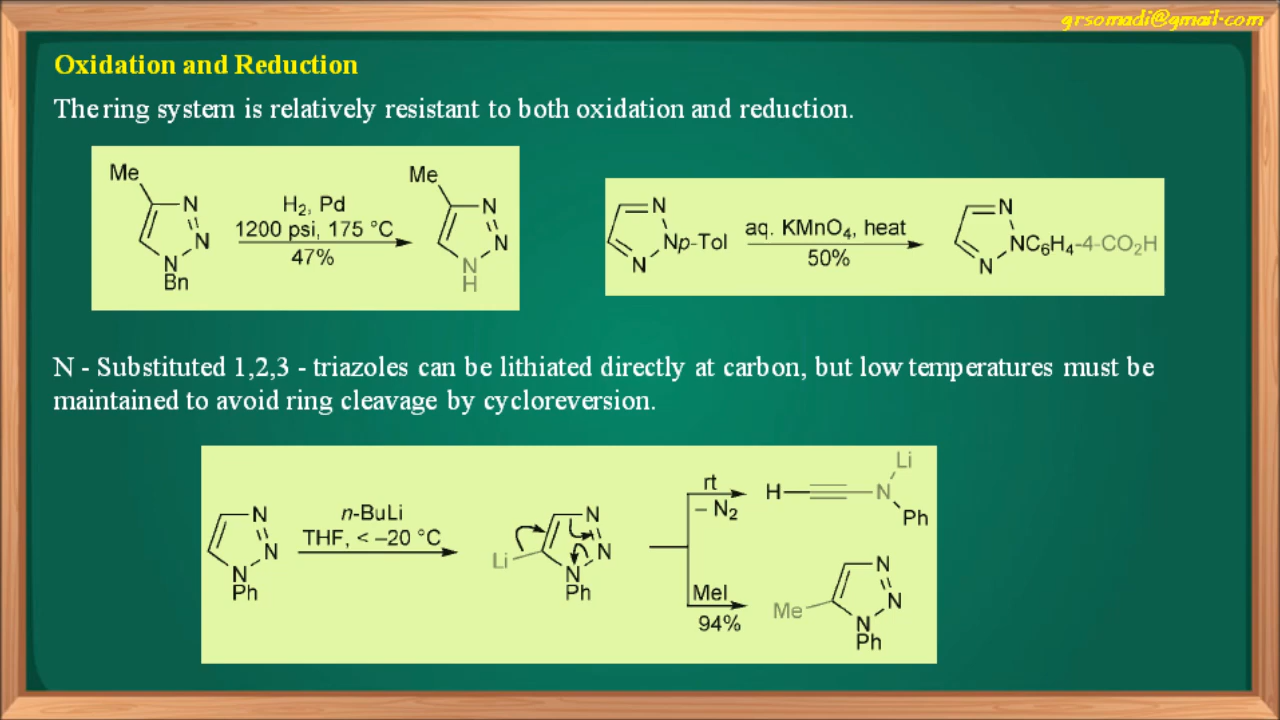 grsomadi@gmail.com
Oxidation and Reduction
The ring system is relatively resistant to both oxidation and reduction.
Me
N
N
N
Bn
H2, Pd
1200 psi, 175 °C
47%
Me
N
N
N
H
N
Np-Tol
N
aq. KMnO4, heat
50%
N
NC6H4-4-CO2H
N
N - Substituted 1,2,3 - triazoles can be lithiated directly at carbon, but low temperatures must be
maintained to avoid ring cleavage by cycloreversion.
N
N
N
Ph
n-BuLi
THF, < –20 °C
Li
N
N
N
Ph
rt
– N2
H
N
Li
Ph
MeI
94%
Me
N
N
N
Ph